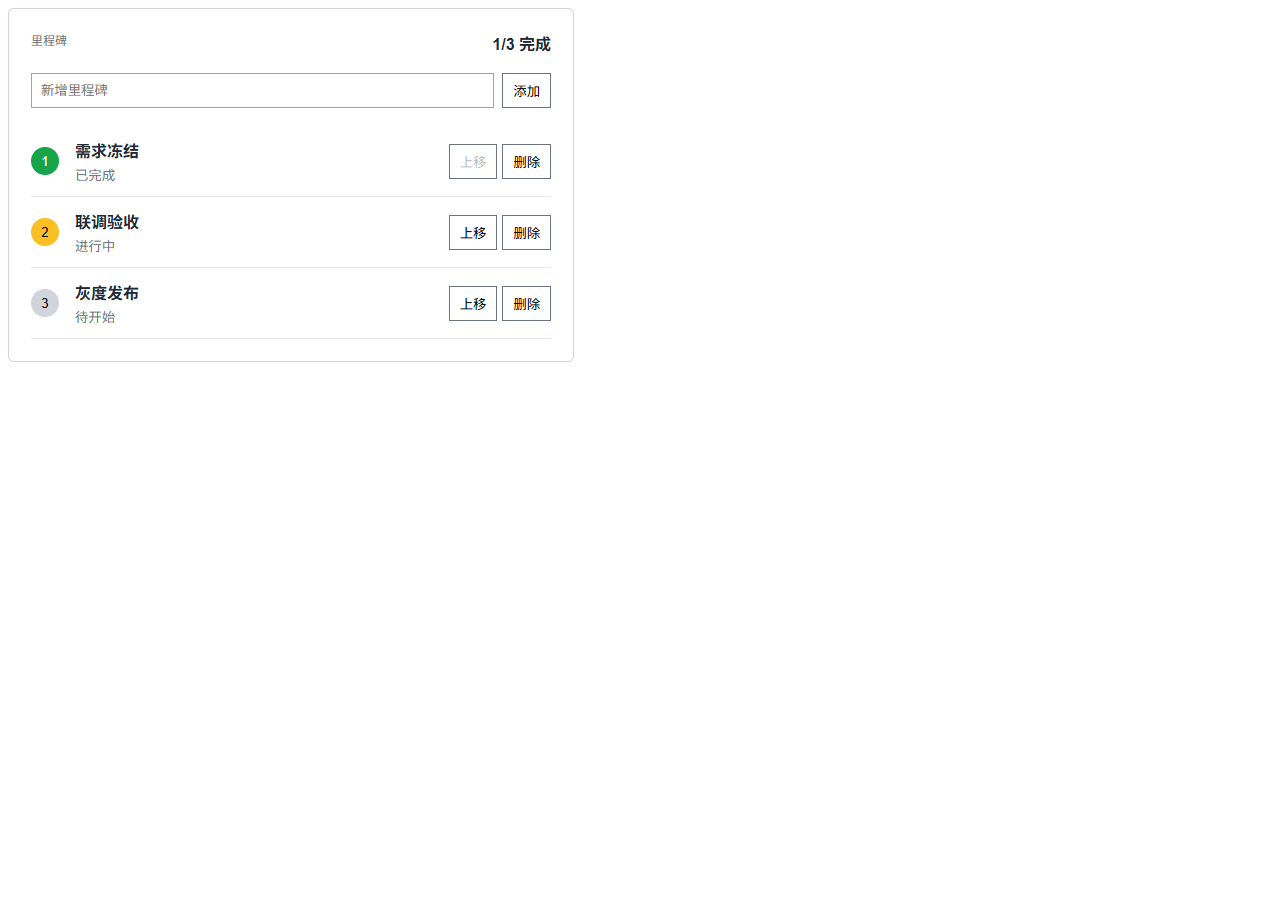 里程碑
1/3 完成
新增里程碑
添加
1
需求冻结
已完成
上移
删除
2
联调验收
进行中
上移
删除
3
灰度发布
待开始
上移
删除